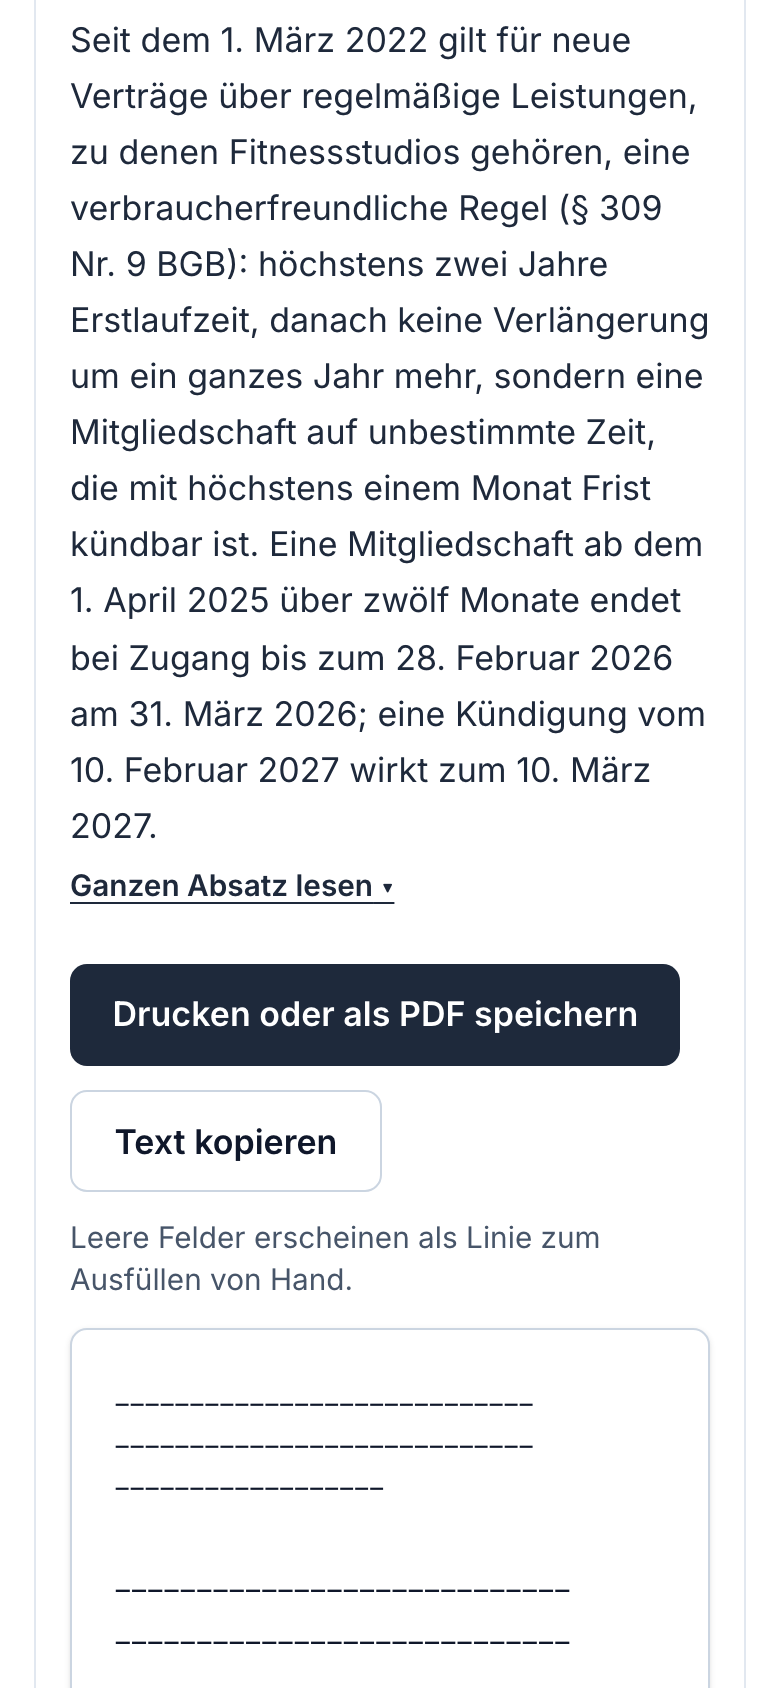 Seit dem 1. März 2022 gilt für neue
Verträge über regelmäßige Leistungen,
zu denen Fitnessstudios gehören, eine
verbraucherfreundliche Regel (§ 309
Nr. 9 BGB): höchstens zwei Jahre
Erstlaufzeit, danach keine Verlängerung
um ein ganzes Jahr mehr, sondern eine
Mitgliedschaft auf unbestimmte Zeit,
die mit höchstens einem Monat Frist
kündbar ist. Eine Mitgliedschaft ab dem
1. April 2025 über zwölf Monate endet
bei Zugang bis zum 28. Februar 2026
am 31. März 2026; eine Kündigung vom
10. Februar 2027 wirkt zum 10. März
2027.
Ganzen Absatz lesen ▾
Drucken oder als PDF speichern
Text kopieren
Leere Felder erscheinen als Linie zum
Ausfüllen von Hand.
____________________________
____________________________
__________________
____________________________
____________________________